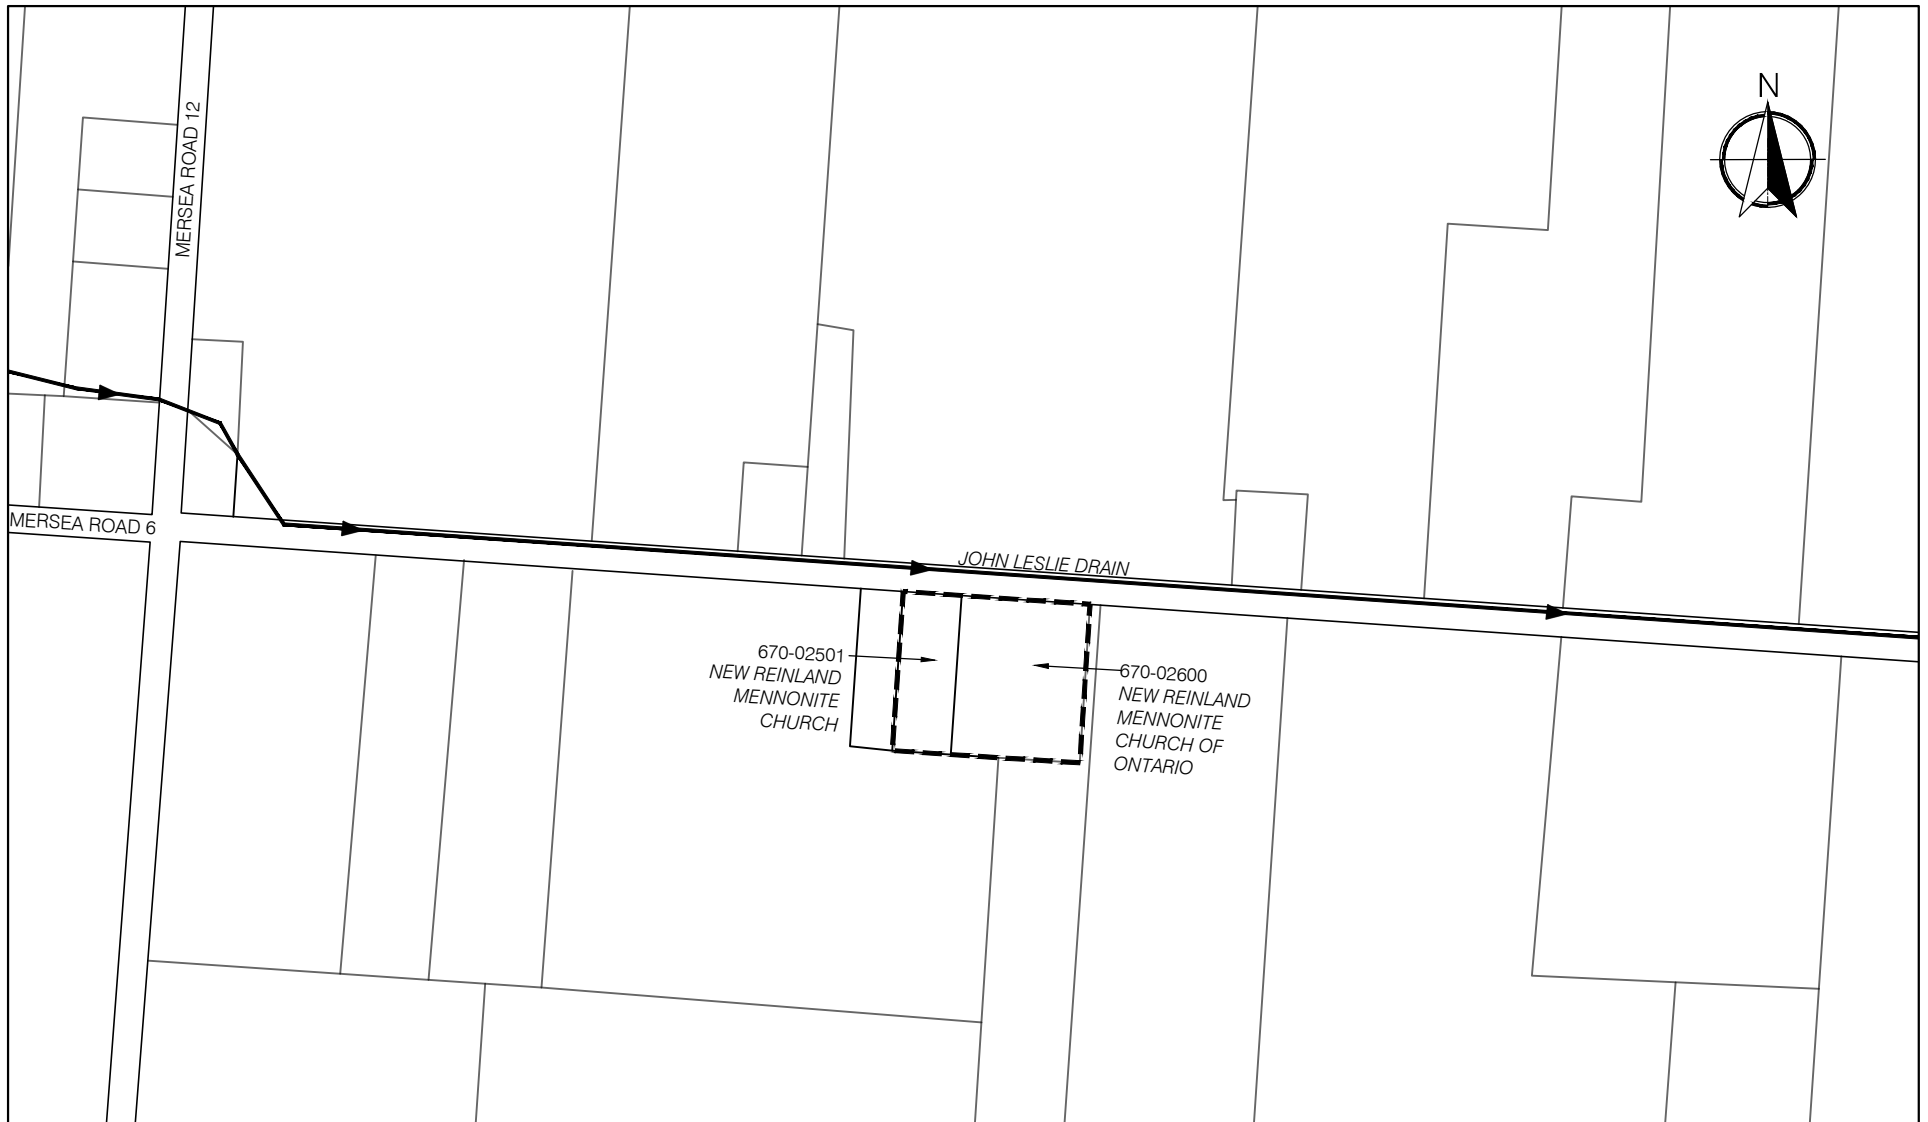 N
MERSEA ROAD 12
MERSEA ROAD 6
JOHN LESLIE DRAIN
670-02501
NEW REINLAND
MENNONITE
CHURCH
670-02600
NEW REINLAND
MENNONITE
CHURCH OF
ONTARIO